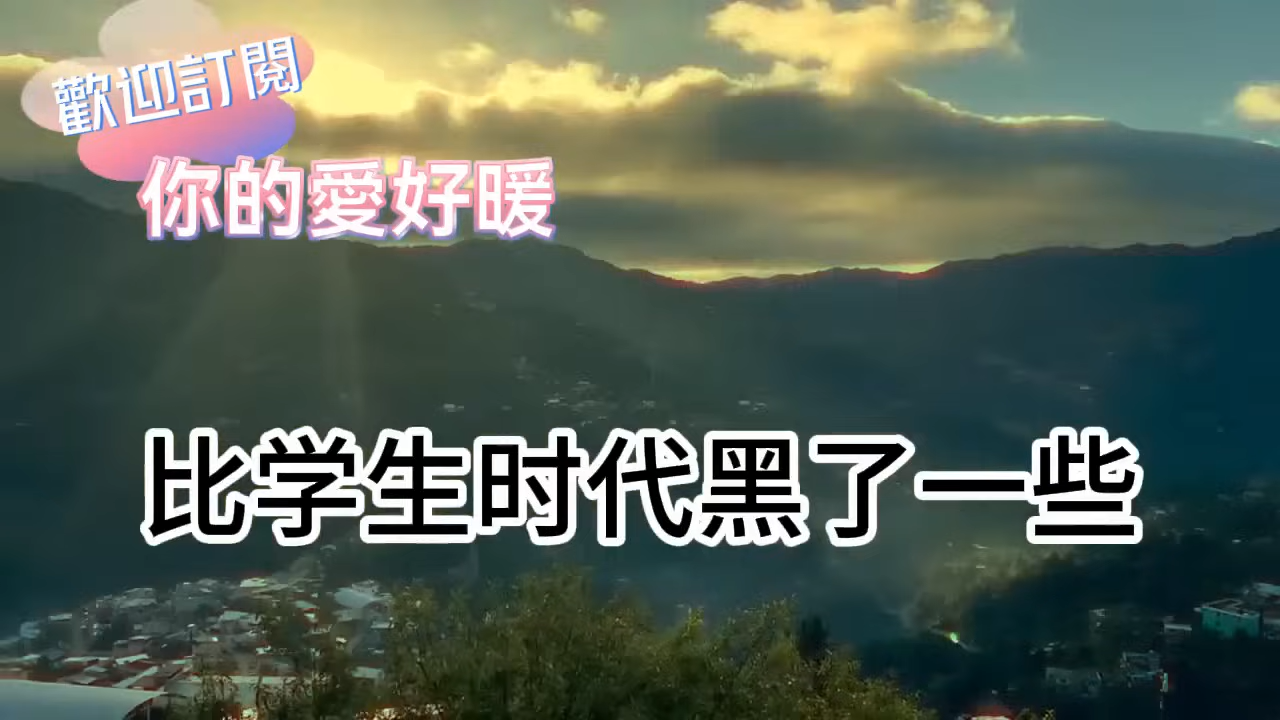 歡迎訂閱
你的愛好暖
比学生时代黑了一些